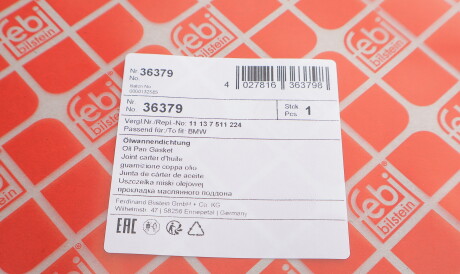 febi
bilstein
Nr.
No. 36379
4 027816 363798
Nr.
No. 36379
Stck
Pcs. 1
Vergl.Nr./Repl.-No: 11 13 7 511 224
Passend für:/To fit: BMW
Ölwannendichtung
Oil Pan Gasket
Joint carter d'huile
guarnizione coppa olio
Junta de cárter de aceite
Uszczelka miski olejowej
прокладка маслянного поддона
Ferdinand Bilstein GmbH + Co. KG
Wilhelmstr. 47 | 58256 Ennepetal | Germany
EAC